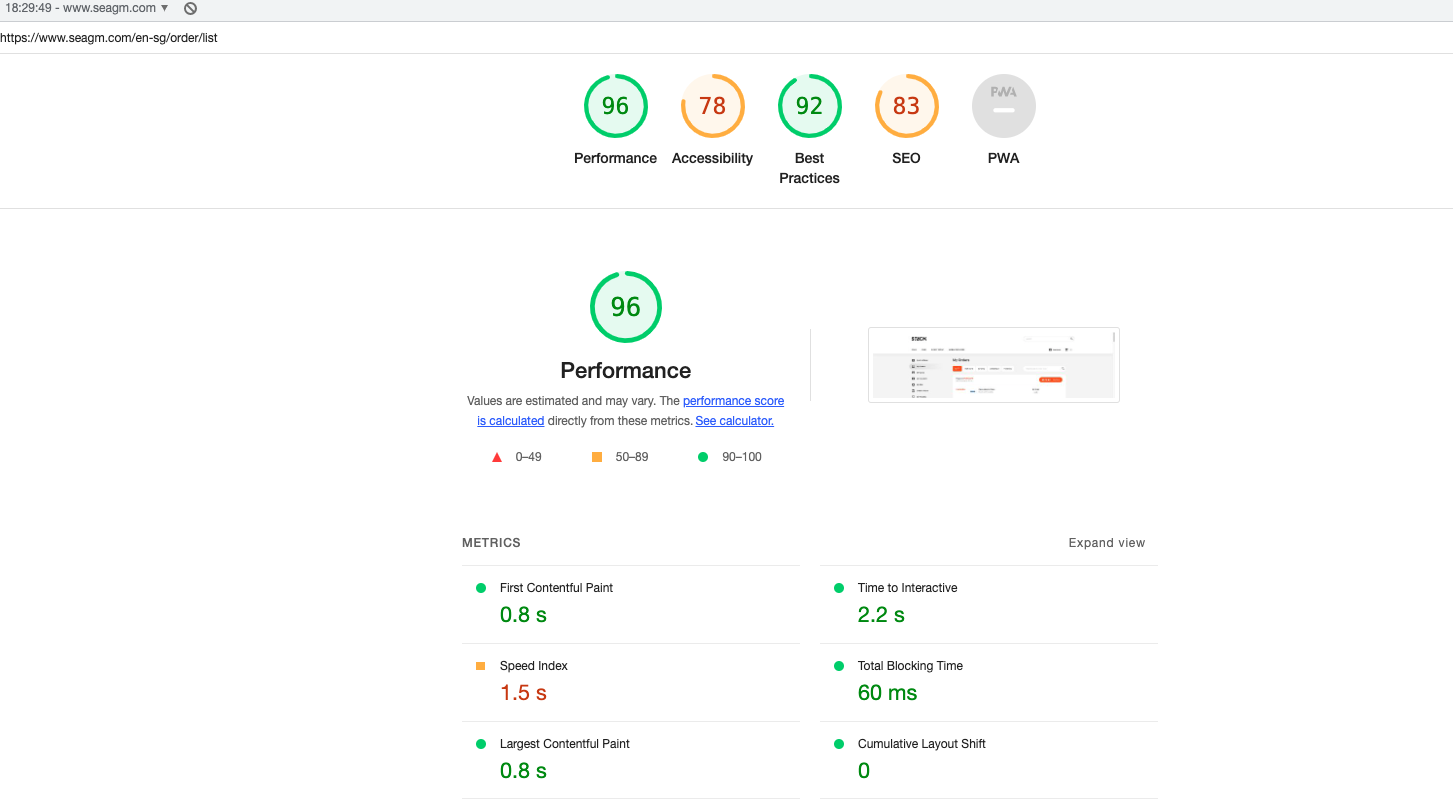 18:29:49 - www.seagm.com ▼
https://www.seagm.com/en-sg/order/list
96 78 92 83 PWA
Performance Accessibility Best SEO PWA
Practices
96
Performance
Values are estimated and may vary. The performance score
is calculated directly from these metrics. See calculator.
0–49 50–89 90–100
METRICS Expand view
First Contentful Paint Time to Interactive
0.8 s 2.2 s
Speed Index Total Blocking Time
1.5 s 60 ms
Largest Contentful Paint Cumulative Layout Shift
0.8 s 0